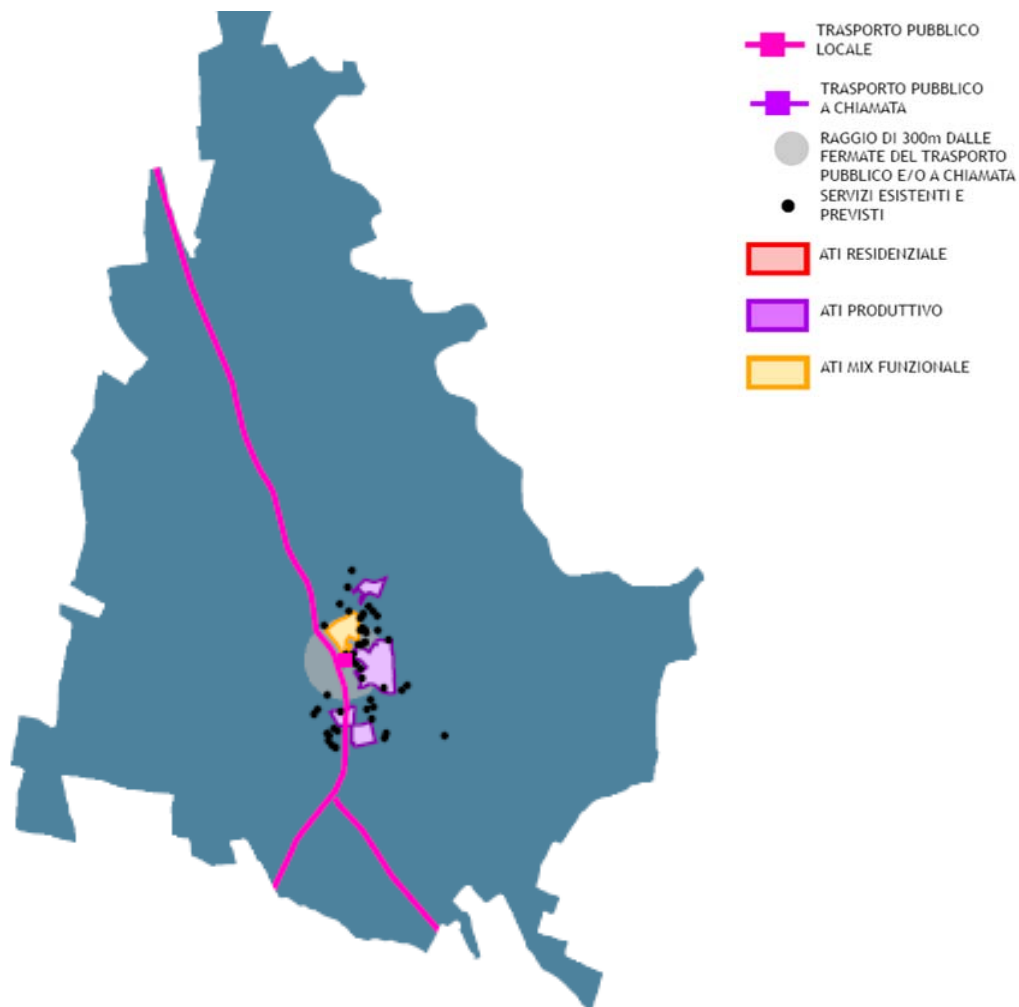 TRASPORTO PUBBLICO
LOCALE
TRASPORTO PUBBLICO
A CHIAMATA
RAGGIO DI 300m DALLE
FERMATE DEL TRASPORTO
PUBBLICO E/O A CHIAMATA
SERVIZI ESISTENTI E
PREVISTI
ATI RESIDENZIALE
ATI PRODUTTIVO
ATI MIX FUNZIONALE